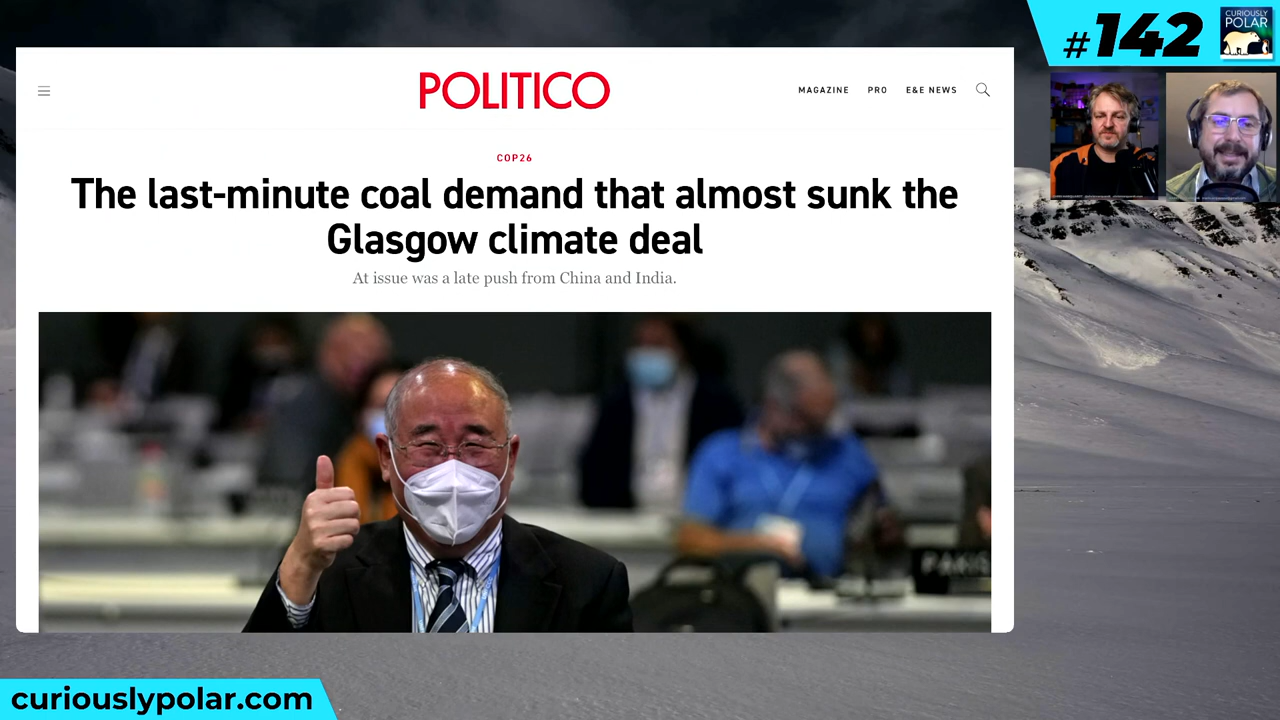 #142
CURIOUSLY
POLAR
POLITICO
MAGAZINE PRO E&E NEWS
COP26
The last-minute coal demand that almost sunk the
Glasgow climate deal
At issue was a late push from China and India.
curiouslypolar.com